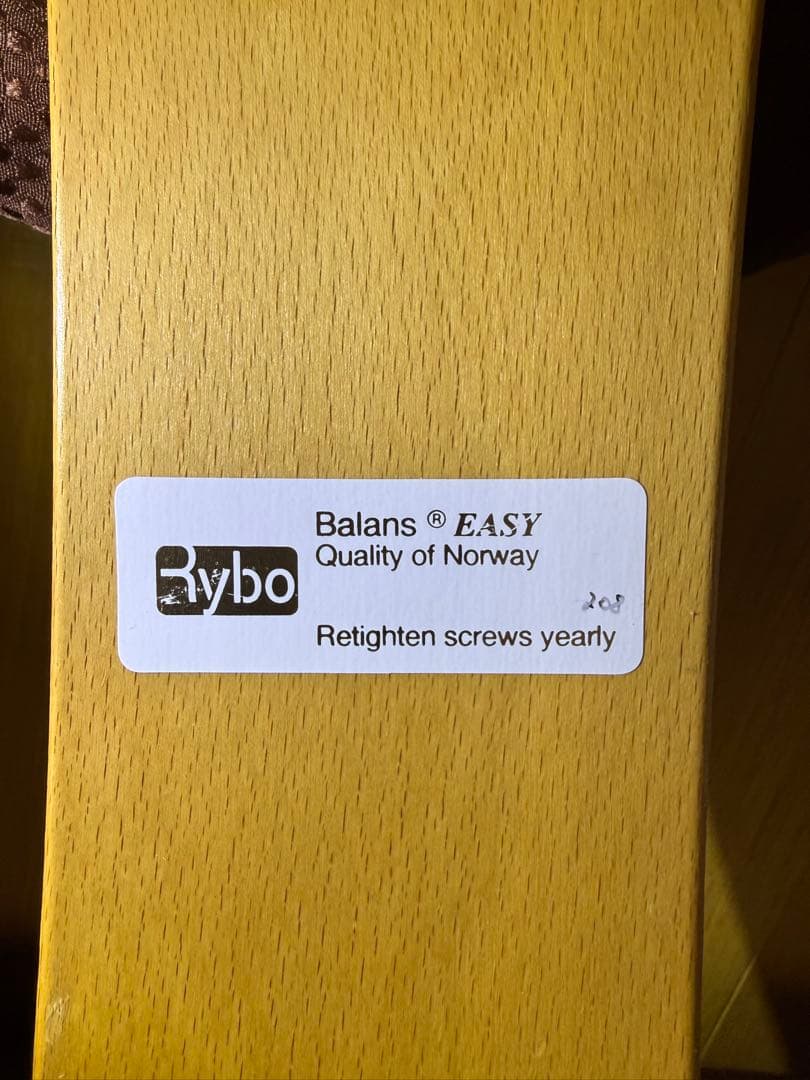 Balans ® EASY
Quality of Norway
Rybo
208
Retighten screws yearly